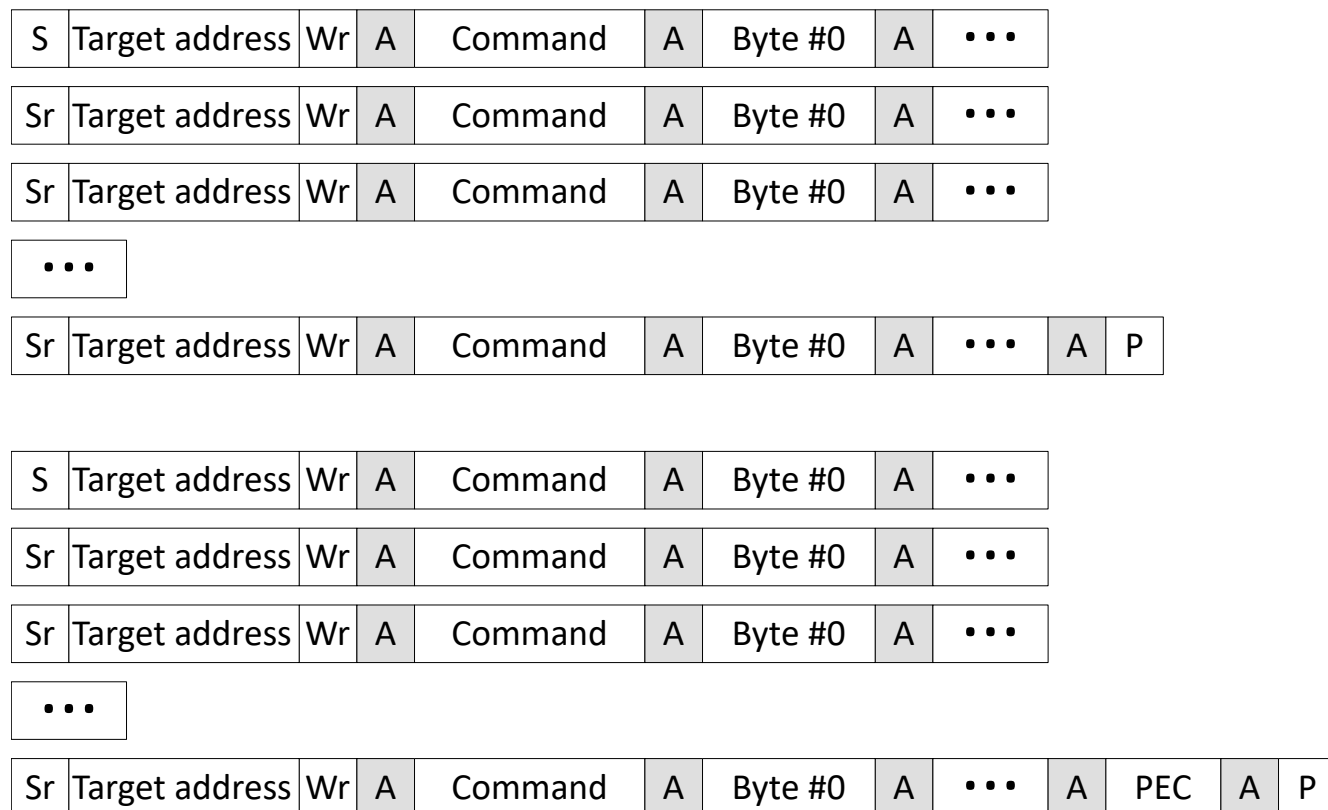 S Target address Wr A Command A Byte #0 A •••
Sr Target address Wr A Command A Byte #0 A •••
Sr Target address Wr A Command A Byte #0 A •••
•••
Sr Target address Wr A Command A Byte #0 A ••• A P
S Target address Wr A Command A Byte #0 A •••
Sr Target address Wr A Command A Byte #0 A •••
Sr Target address Wr A Command A Byte #0 A •••
•••
Sr Target address Wr A Command A Byte #0 A ••• A PEC A P